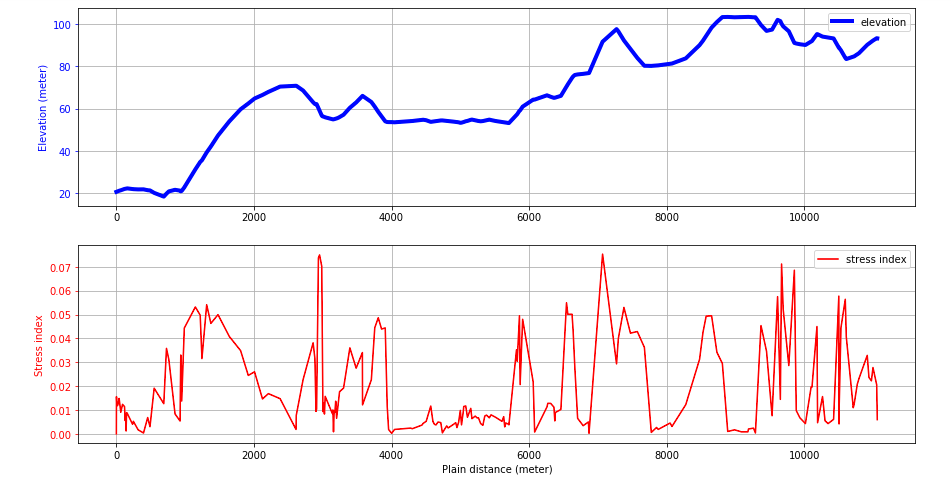 100
80
60
40
20
Elevation (meter)
elevation
0 2000 4000 6000 8000 10000
0.07
0.06
0.05
0.04
0.03
0.02
0.01
0.00
Stress index
stress index
0 2000 4000 6000 8000 10000
Plain distance (meter)